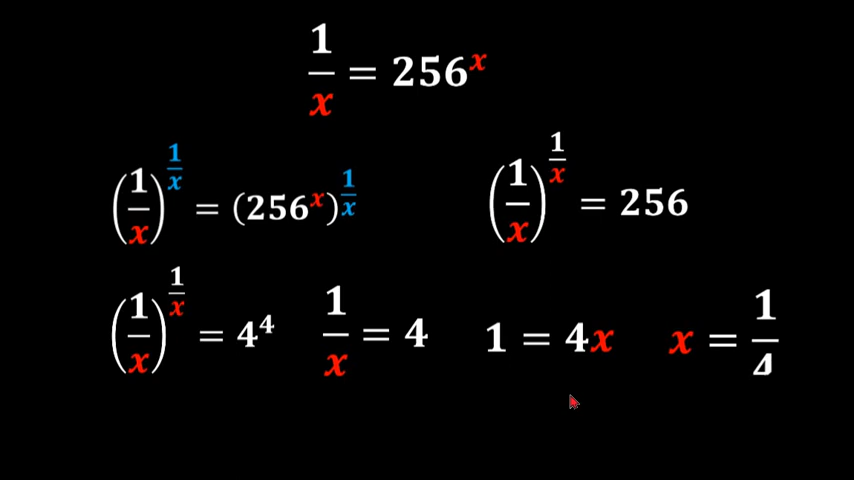 1/x = 256^x
(1/x)^(1/x) = (256^x)^(1/x)
(1/x)^(1/x) = 256
(1/x)^(1/x) = 4^4
1/x = 4
1 = 4x
x = 1/4